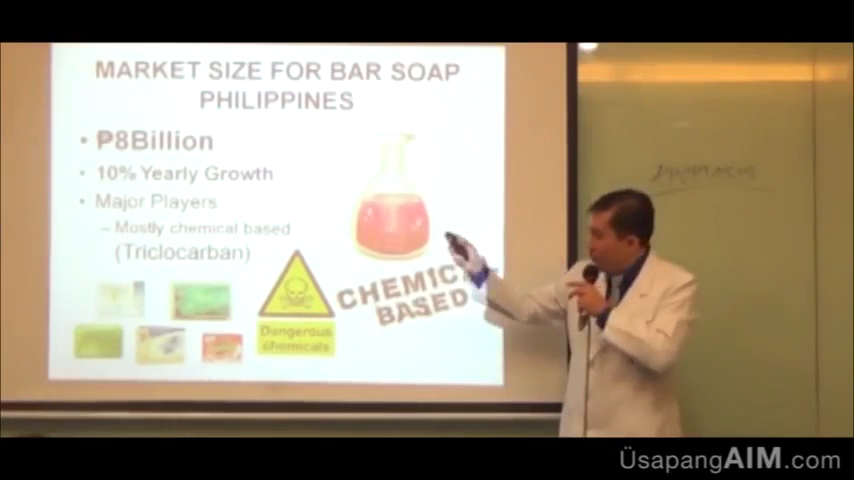 MARKET SIZE FOR BAR SOAP
PHILIPPINES
• ₱8Billion
• 10% Yearly Growth
• Major Players
– Mostly chemical based
(Triclocarban)
CHEMIC
BASED
Dangerous
chemicals
ÜsapangAIM.com